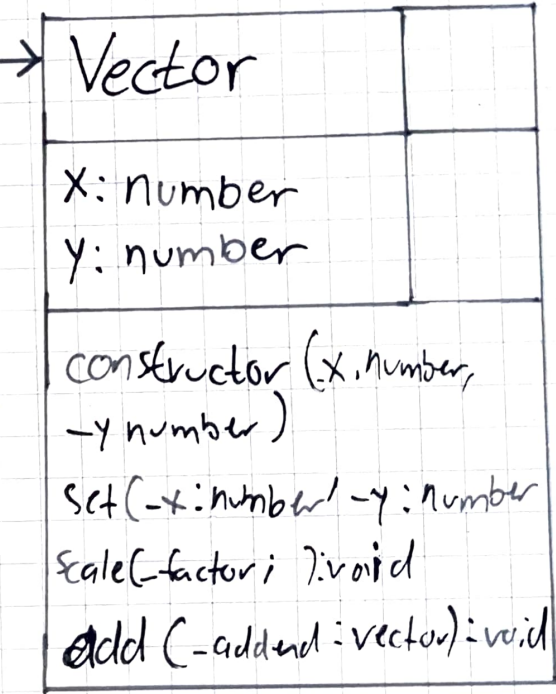 Vector
x: number
y: number
constructor (_x, number,
_y number)
set(_x: number, _y: number
scale(_factor; ):void
add (_addend: vector): void